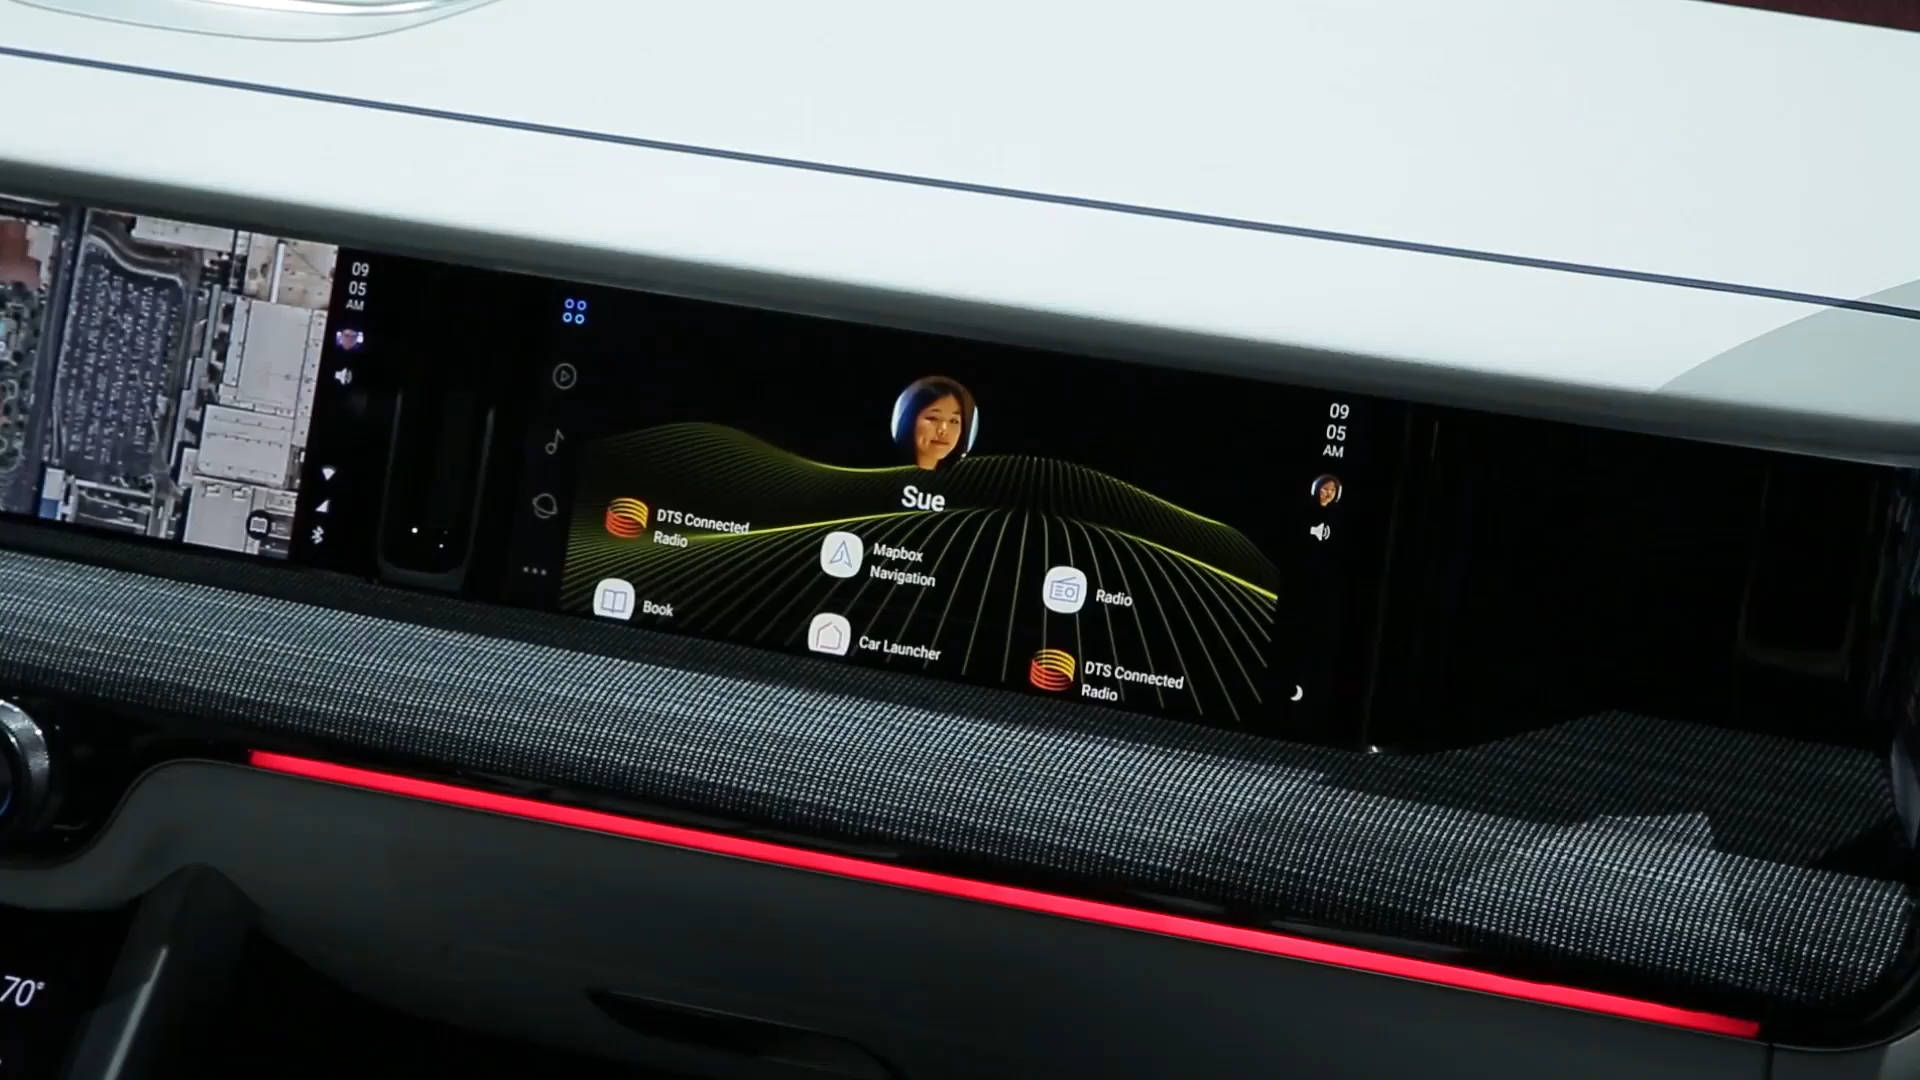 09
05
AM
Sue
09
05
AM
DTS Connected
Radio
Mapbox
Navigation
Radio
Book
Car Launcher
DTS Connected
Radio
70°